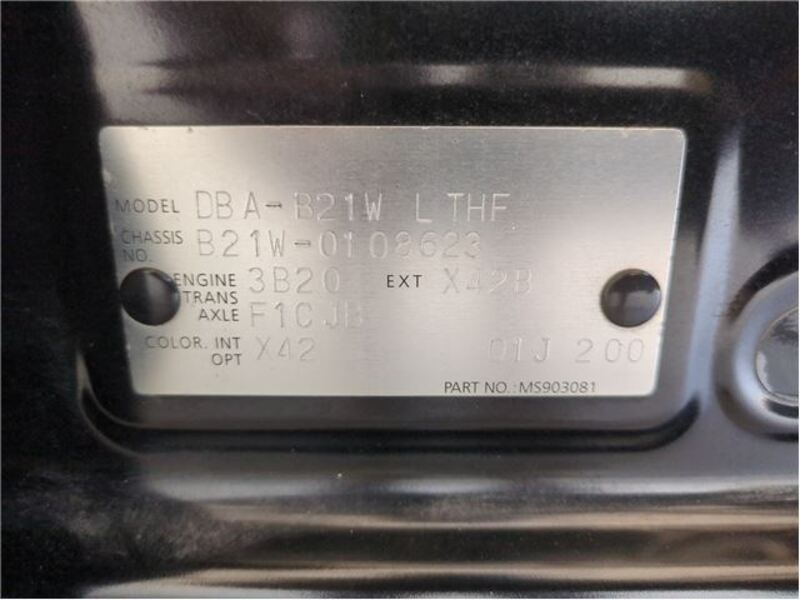 MODEL DBA-B21W LTHF
CHASSIS NO. B21W-0108623
ENGINE 3B20 EXT X42B
TRANS AXLE F1CJB
COLOR. INT OPT X42 01J 200
PART NO.: MS903081